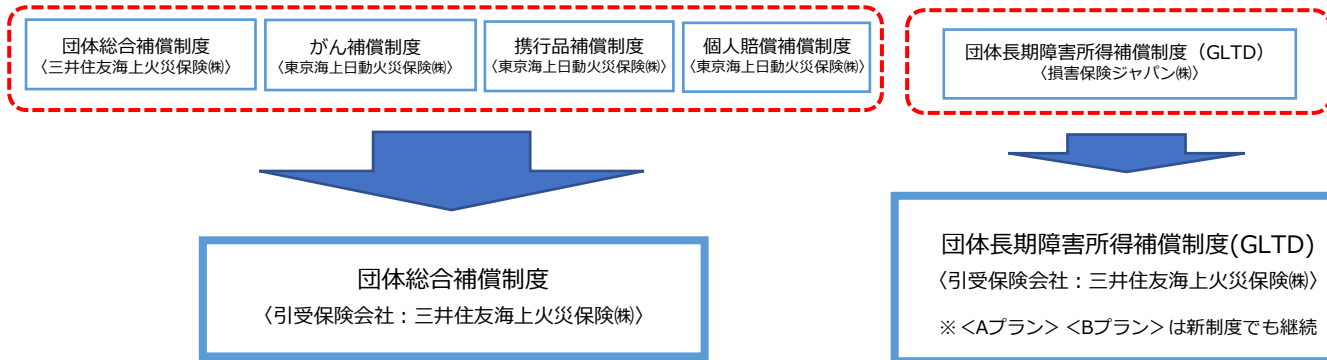 団体総合補償制度
〈三井住友海上火災保険㈱〉
がん補償制度
〈東京海上日動火災保険㈱〉
携行品補償制度
〈東京海上日動火災保険㈱〉
個人賠償補償制度
〈東京海上日動火災保険㈱〉
団体長期障害所得補償制度（GLTD）
〈損害保険ジャパン㈱〉
団体総合補償制度
〈引受保険会社：三井住友海上火災保険㈱〉
団体長期障害所得補償制度(GLTD)
〈引受保険会社：三井住友海上火災保険㈱〉
※＜Aプラン＞＜Bプラン＞は新制度でも継続